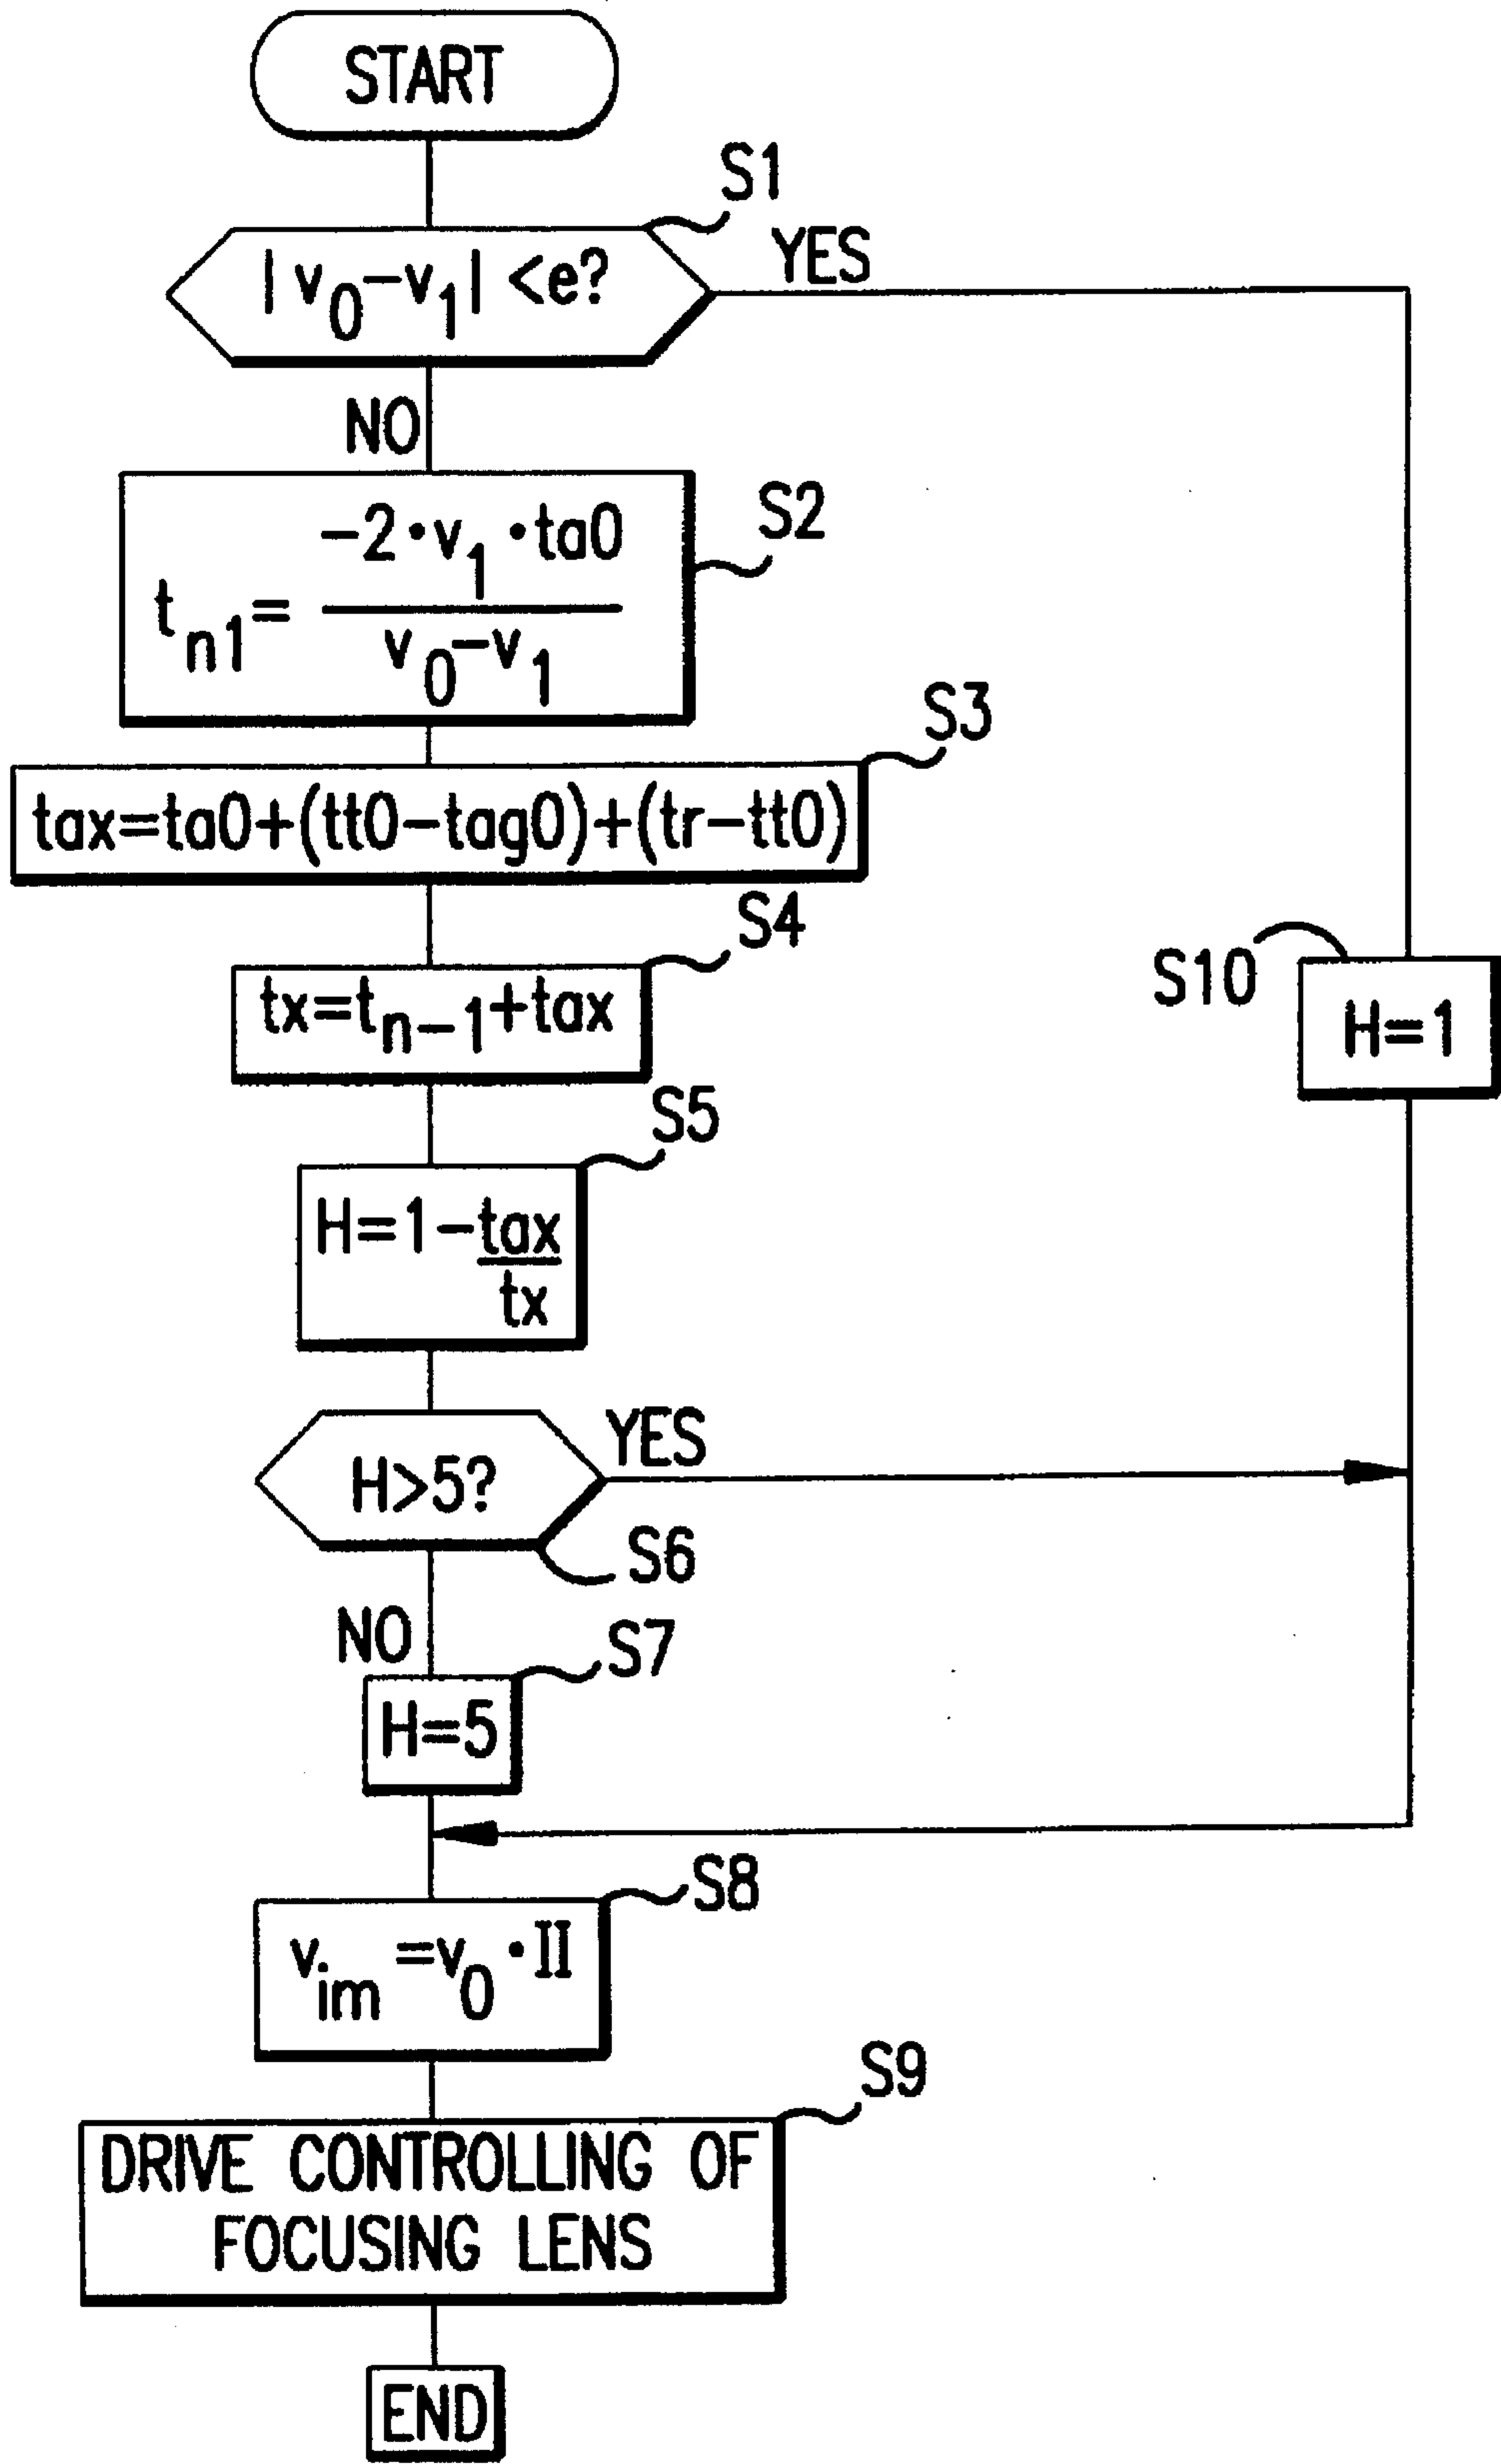 START
S1
| v₀-v₁ | <e?
YES
NO
S2
-2•v₁•ta0
tₙ₁=
v₀-v₁
S3
tax=ta0+(tt0-tag0)+(tr-tt0)
S4
tx=tₙ₋₁+tax
S10
H=1
S5
H=1-tax
tx
H>5?
YES
S6
NO
S7
H=5
S8
vᵢₘ=v₀•II
S9
DRIVE CONTROLLING OF
FOCUSING LENS
END